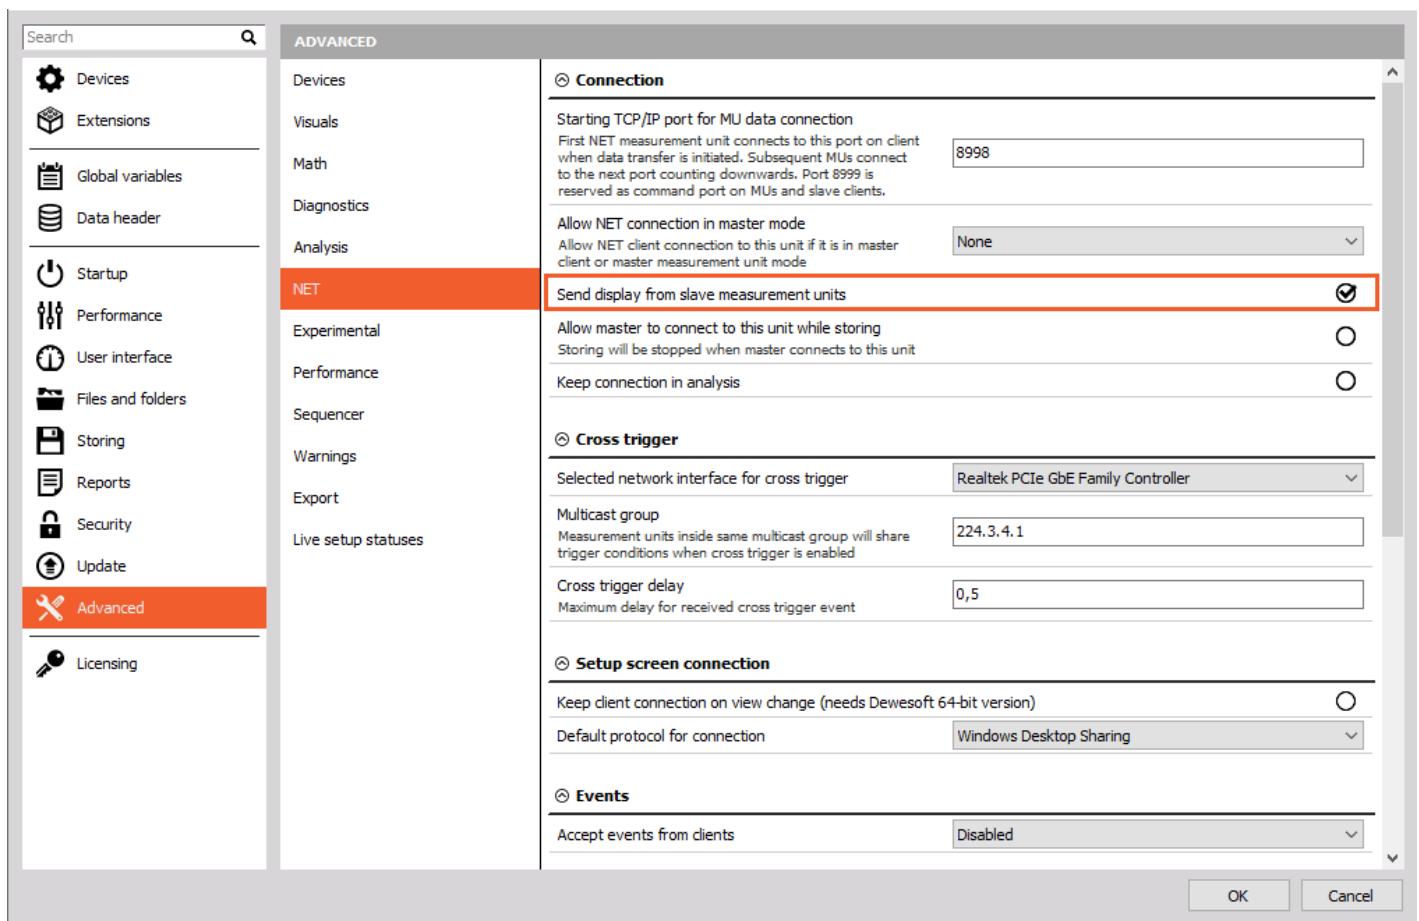 Search
Devices
Extensions
Global variables
Data header
Startup
Performance
User interface
Files and folders
Storing
Reports
Security
Update
Advanced
Licensing
ADVANCED
Devices
Visuals
Math
Diagnostics
Analysis
NET
Experimental
Performance
Sequencer
Warnings
Export
Live setup statuses
Connection
Starting TCP/IP port for MU data connection
First NET measurement unit connects to this port on client
when data transfer is initiated. Subsequent MUs connect
to the next port counting downwards. Port 8999 is
reserved as command port on MUs and slave clients.
8998
Allow NET connection in master mode
Allow NET client connection to this unit if it is in master
client or master measurement unit mode
None
Send display from slave measurement units
Allow master to connect to this unit while storing
Storing will be stopped when master connects to this unit
Keep connection in analysis
Cross trigger
Selected network interface for cross trigger
Realtek PCIe GbE Family Controller
Multicast group
Measurement units inside same multicast group will share
trigger conditions when cross trigger is enabled
224.3.4.1
Cross trigger delay
Maximum delay for received cross trigger event
0,5
Setup screen connection
Keep client connection on view change (needs Dewesoft 64-bit version)
Default protocol for connection
Windows Desktop Sharing
Events
Accept events from clients
Disabled
OK
Cancel